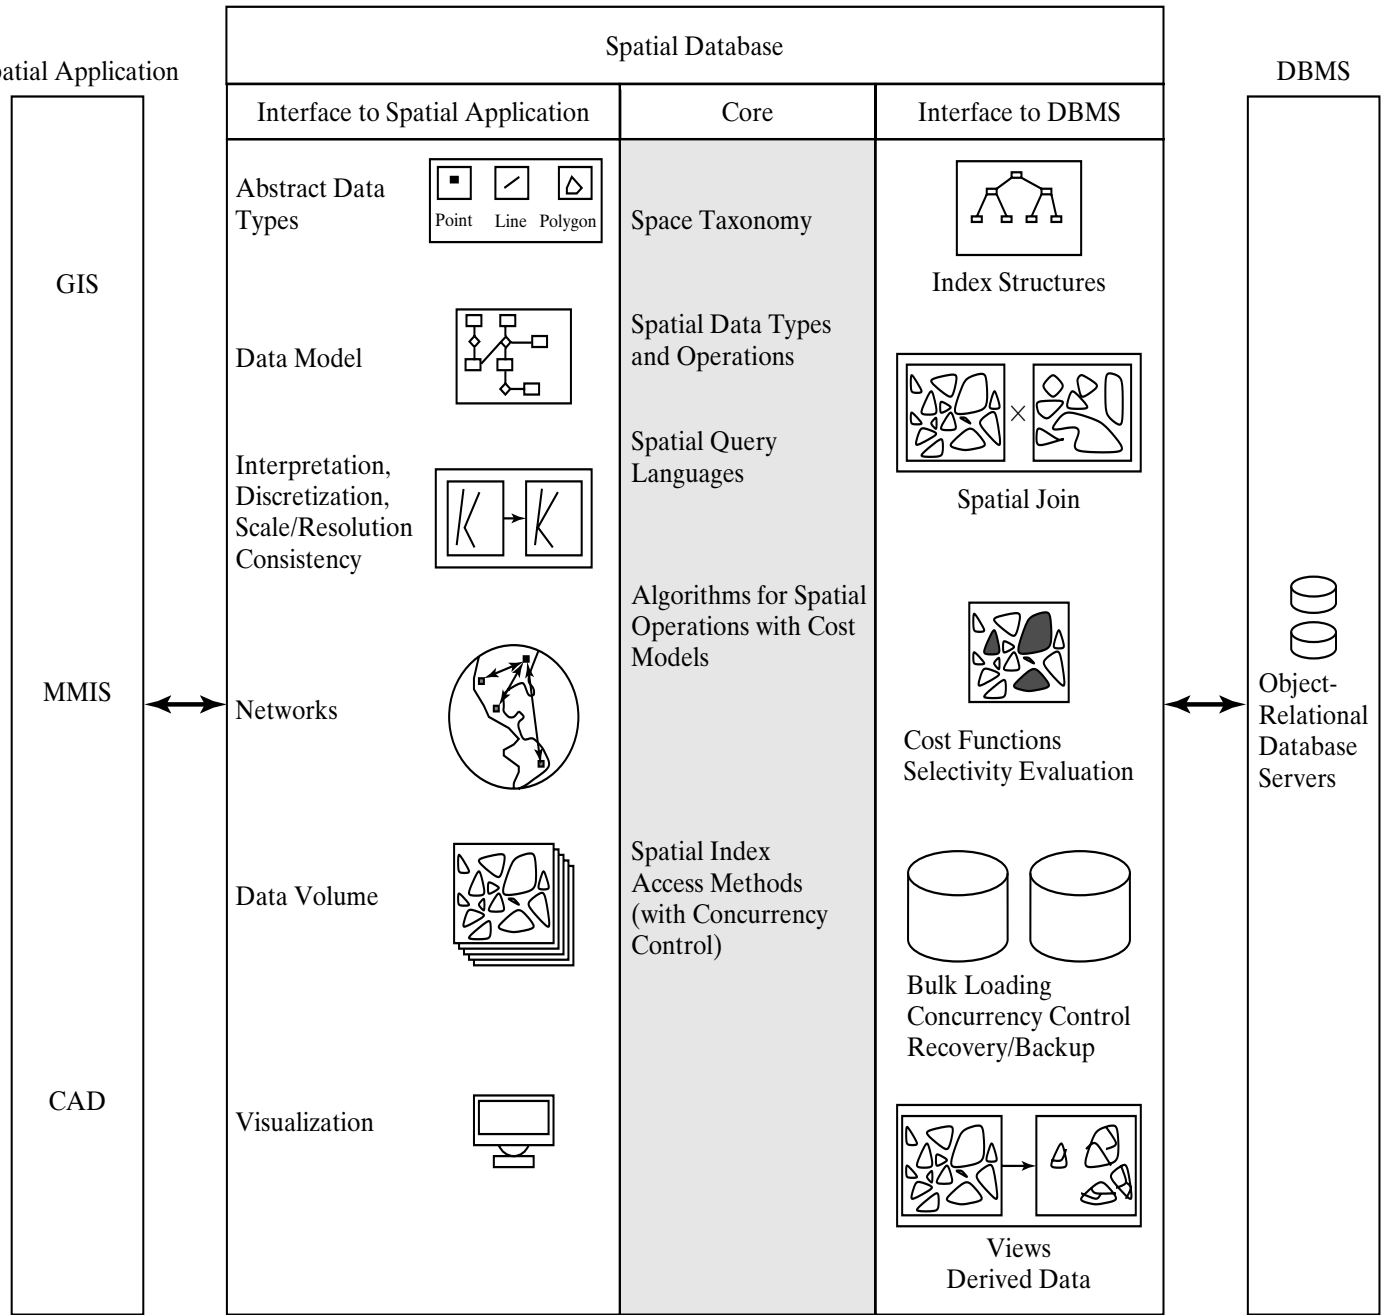 Spatial Database
patial Application
DBMS
Interface to Spatial Application
Core
Interface to DBMS
GIS
MMIS
CAD
Abstract Data
Types
Point Line Polygon
Data Model
Interpretation,
Discretization,
Scale/Resolution
Consistency
Networks
Data Volume
Visualization
Space Taxonomy
Spatial Data Types
and Operations
Spatial Query
Languages
Algorithms for Spatial
Operations with Cost
Models
Spatial Index
Access Methods
(with Concurrency
Control)
Index Structures
×
Spatial Join
Cost Functions
Selectivity Evaluation
Bulk Loading
Concurrency Control
Recovery/Backup
Views
Derived Data
Object-
Relational
Database
Servers